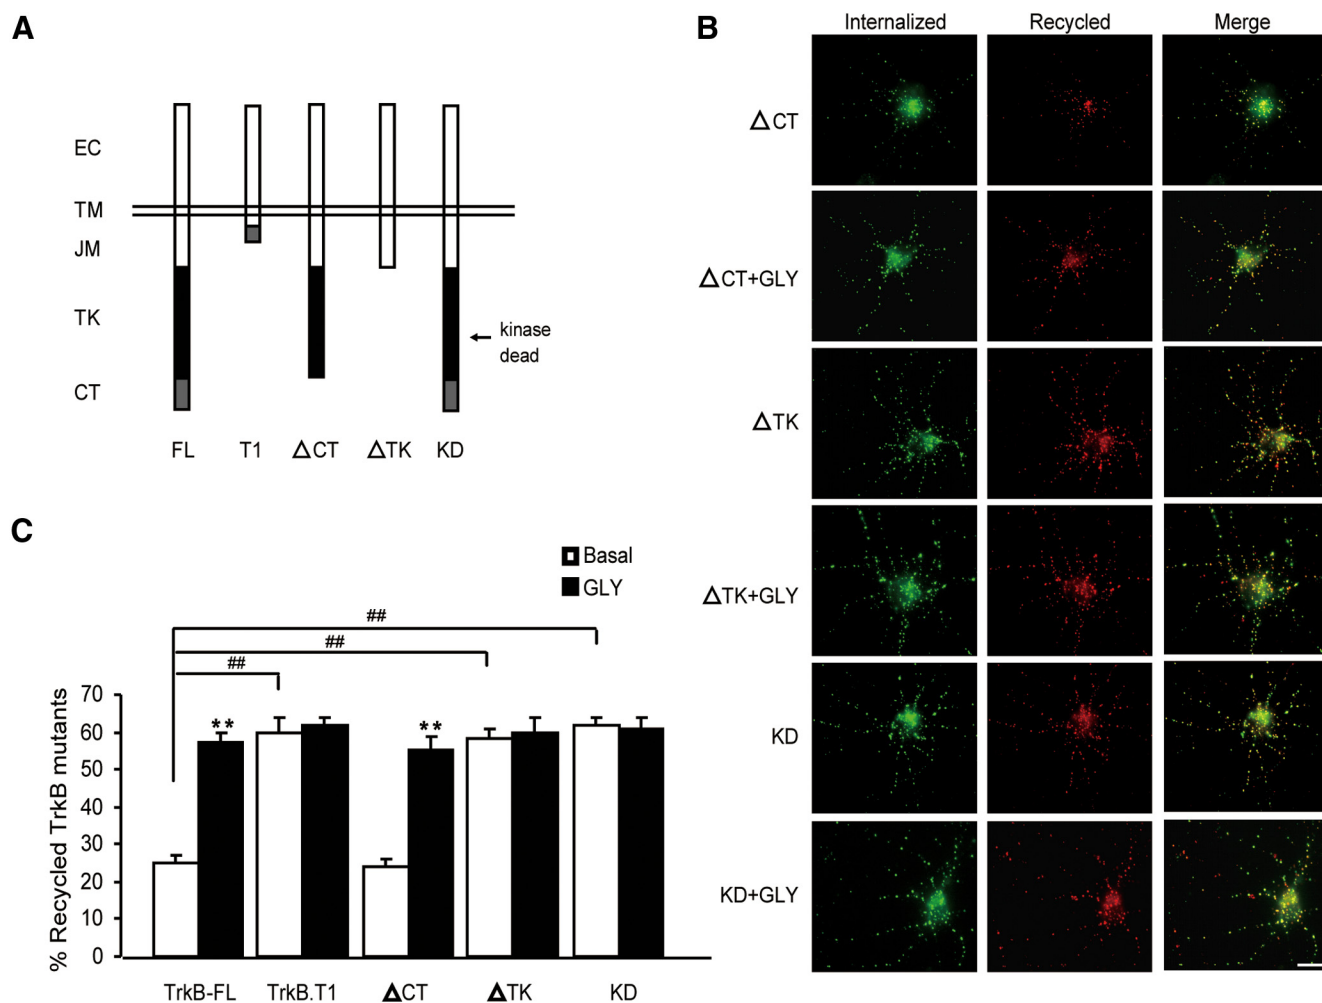 A
EC
TM
JM
TK
CT
kinase
dead
FL T1 ΔCT ΔTK KD
B
Internalized Recycled Merge
ΔCT
ΔCT+GLY
ΔTK
ΔTK+GLY
KD
KD+GLY
C
Basal
GLY
##
##
##
% Recycled TrkB mutants
70
60
50
40
30
20
10
0
**
**
TrkB-FL TrkB.T1 ΔCT ΔTK KD